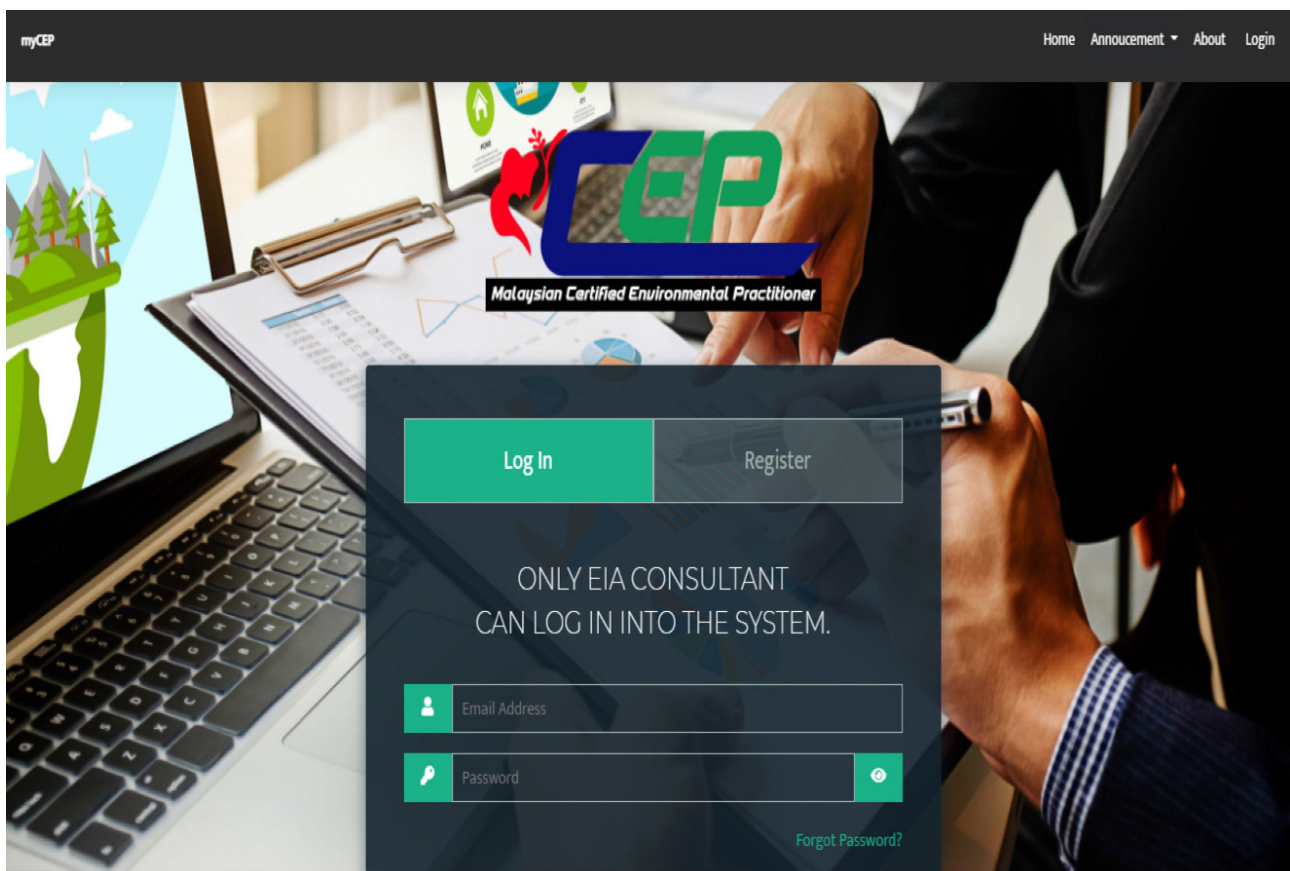 myCEP
Home Annoucement About Login
CEP
Malaysian Certified Environmental Practitioner
Log In
Register
ONLY EIA CONSULTANT
CAN LOG IN INTO THE SYSTEM.
Email Address
Password
Forgot Password?